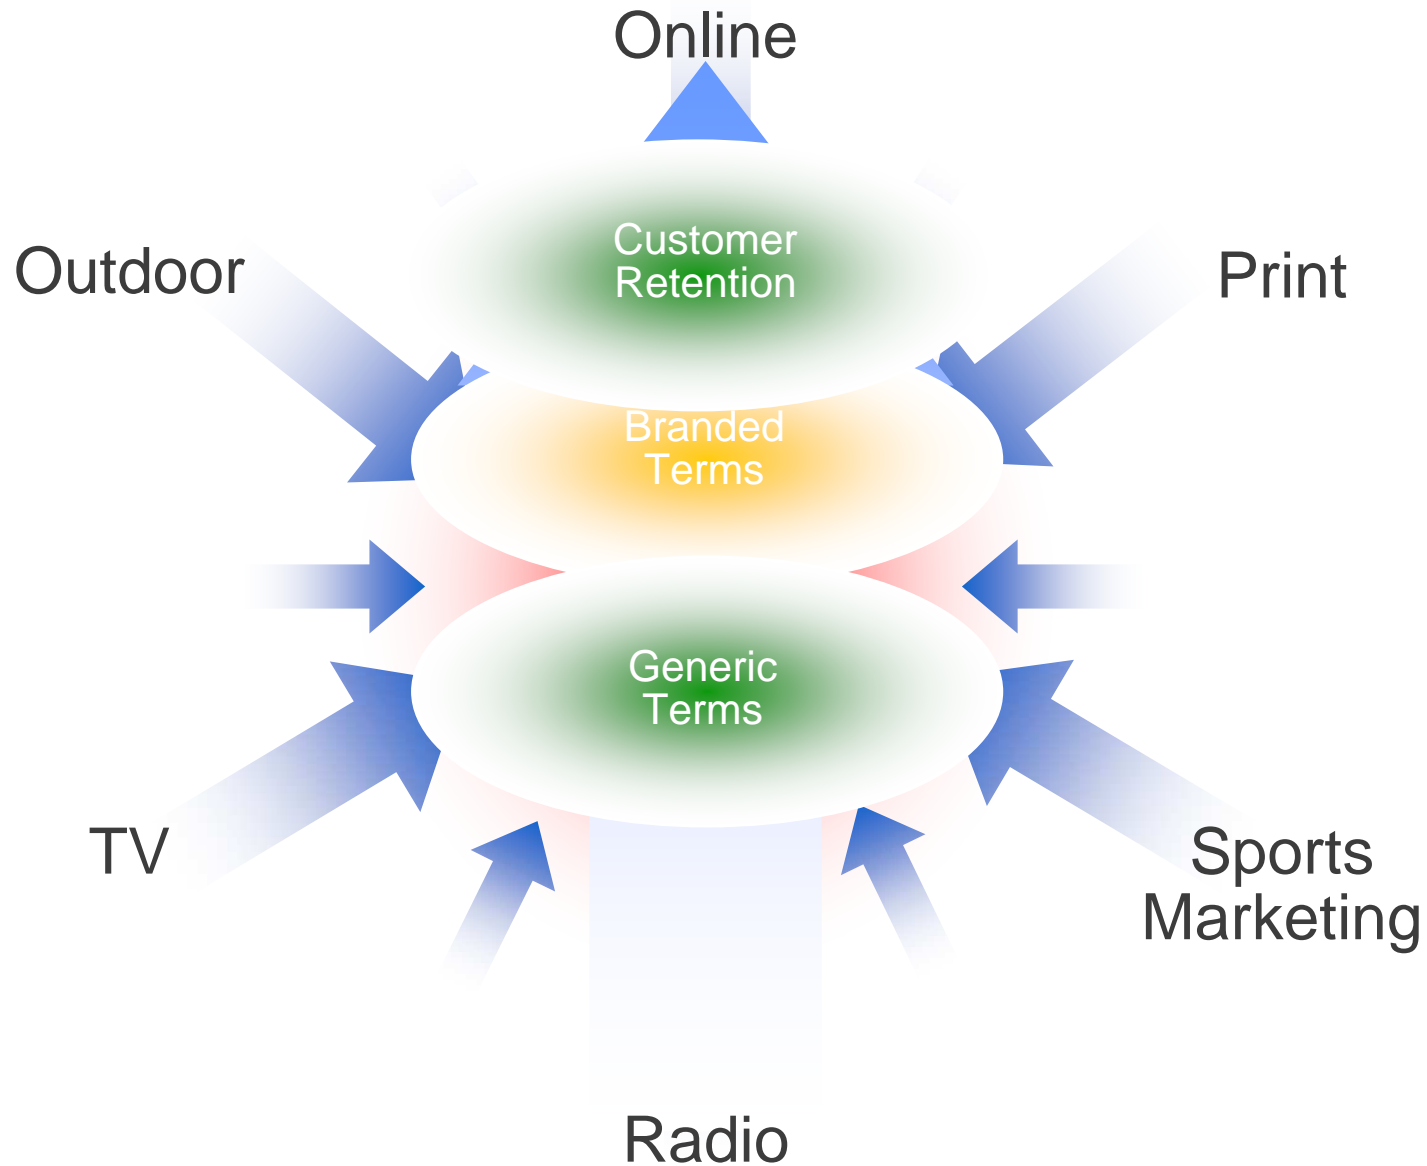 Online
Customer
Retention
Outdoor
Print
Branded
Terms
Generic
Terms
TV
Sports
Marketing
Radio